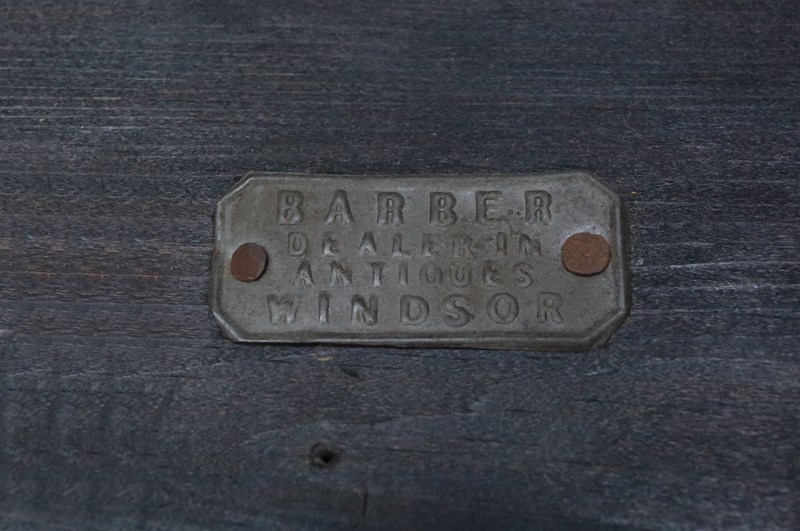 BARBER
DEALER IN
ANTIQUES
WINDSOR